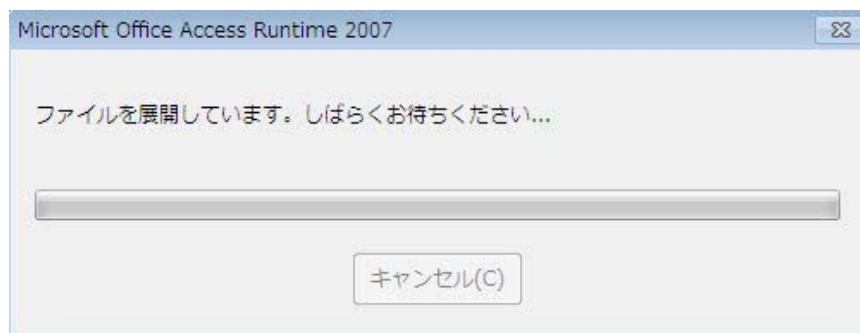 Microsoft Office Access Runtime 2007
ファイルを展開しています。しばらくお待ちください...
キャンセル(C)